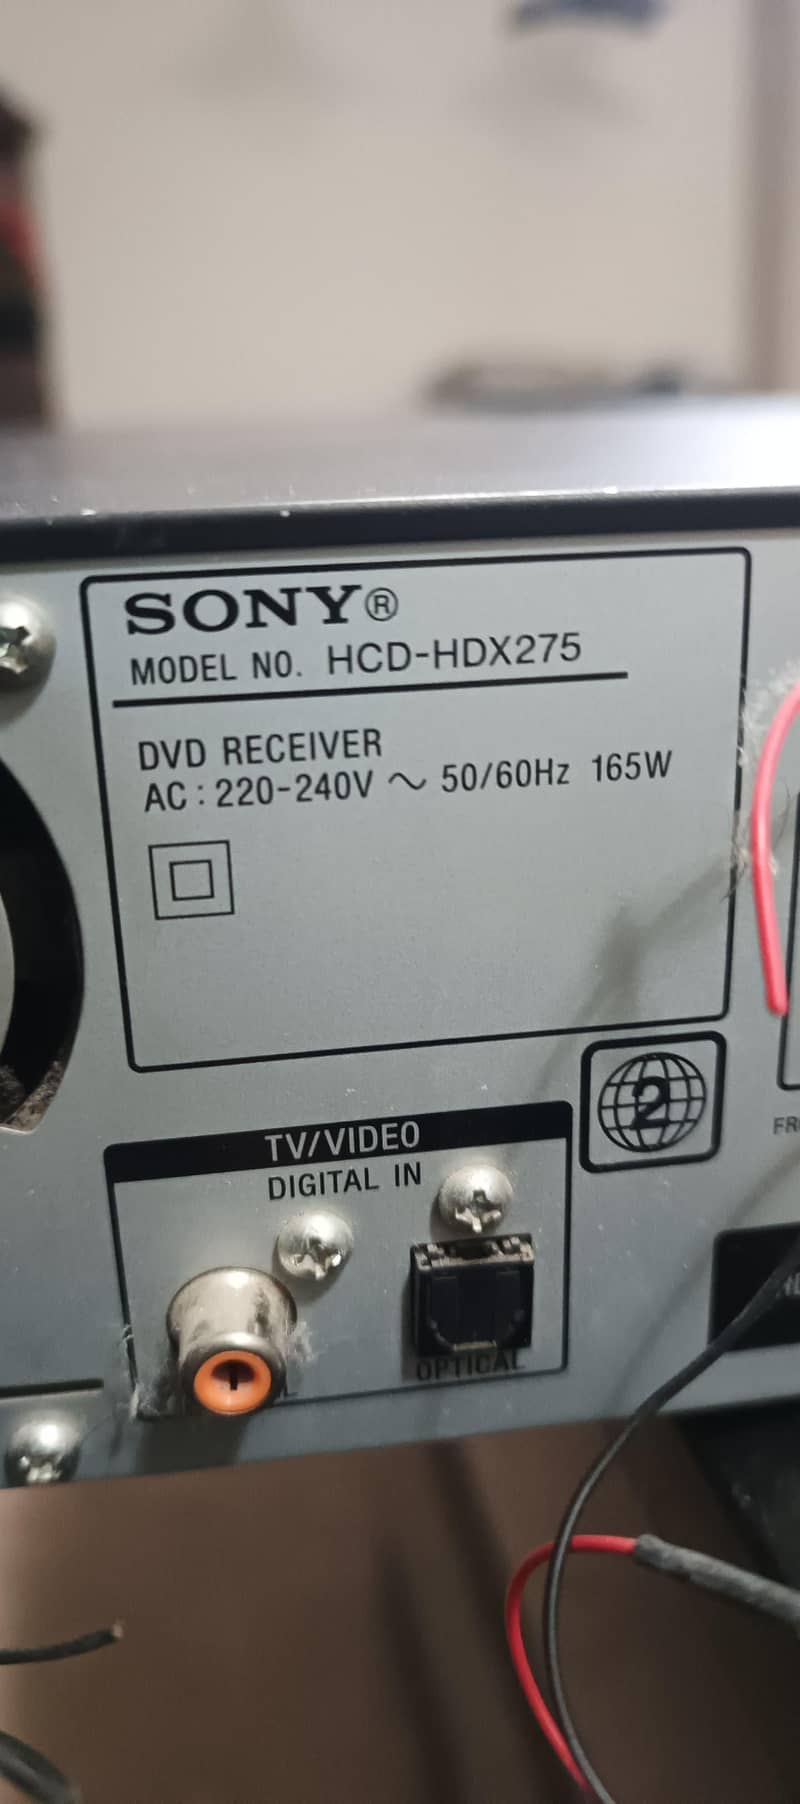 SONY®
MODEL NO. HCD-HDX275
DVD RECEIVER
AC : 220-240V ~ 50/60Hz 165W
2
TV/VIDEO
DIGITAL IN
OPTICAL